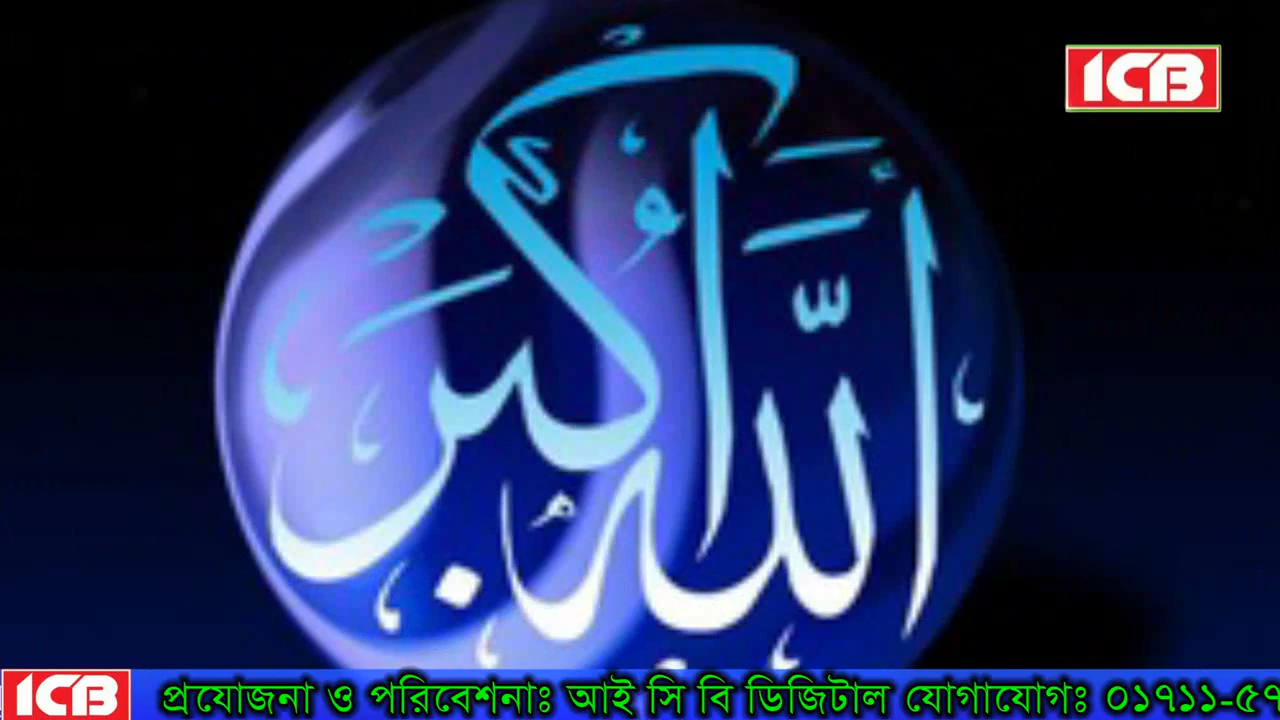 ICB
الله أكبر
ICB প্রযোজনা ও পরিবেশনাঃ আই সি বি ডিজিটাল যোগাযোগঃ ০১৭১১-৫৭